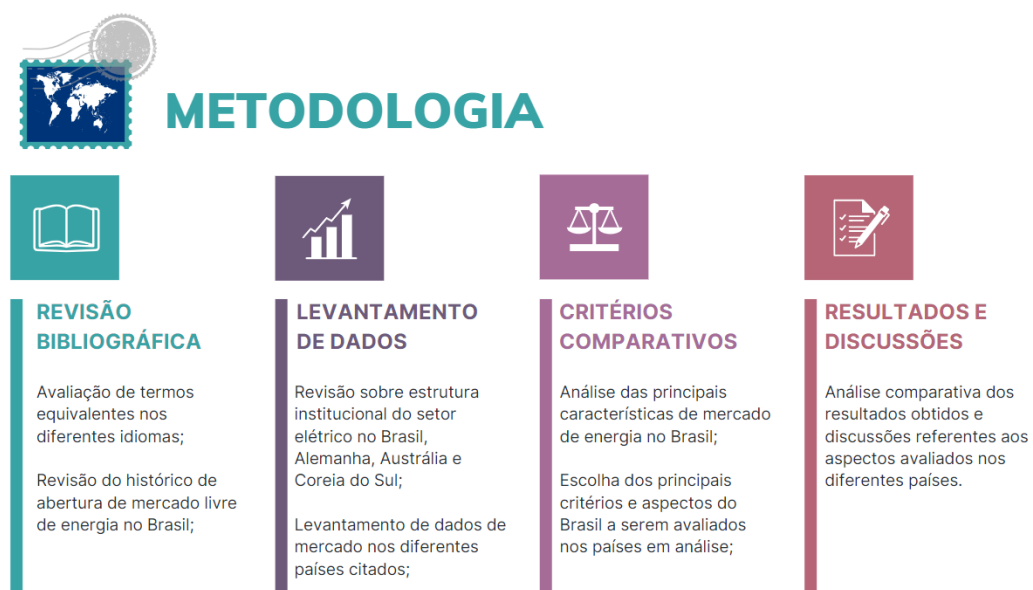 METODOLOGIA
REVISÃO
BIBLIOGRÁFICA
Avaliação de termos
equivalentes nos
diferentes idiomas;
Revisão do histórico de
abertura de mercado livre
de energia no Brasil;
LEVANTAMENTO
DE DADOS
Revisão sobre estrutura
institucional do setor
elétrico no Brasil,
Alemanha, Austrália e
Coreia do Sul;
Levantamento de dados de
mercado nos diferentes
países citados;
CRITÉRIOS
COMPARATIVOS
Análise das principais
características de mercado
de energia no Brasil;
Escolha dos principais
critérios e aspectos do
Brasil a serem avaliados
nos países em análise;
RESULTADOS E
DISCUSSÕES
Análise comparativa dos
resultados obtidos e
discussões referentes aos
aspectos avaliados nos
diferentes países.